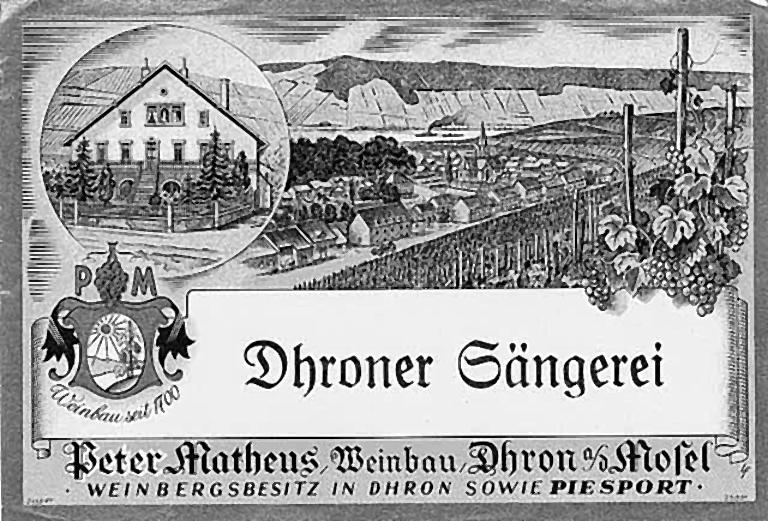 P M
Weinbau seit 1700
Dhroner Sängerei
Peter Matheus, Weinbau, Dhron a/d Mosel
· WEINBERGSBESITZ IN DHRON SOWIE PIESPORT ·